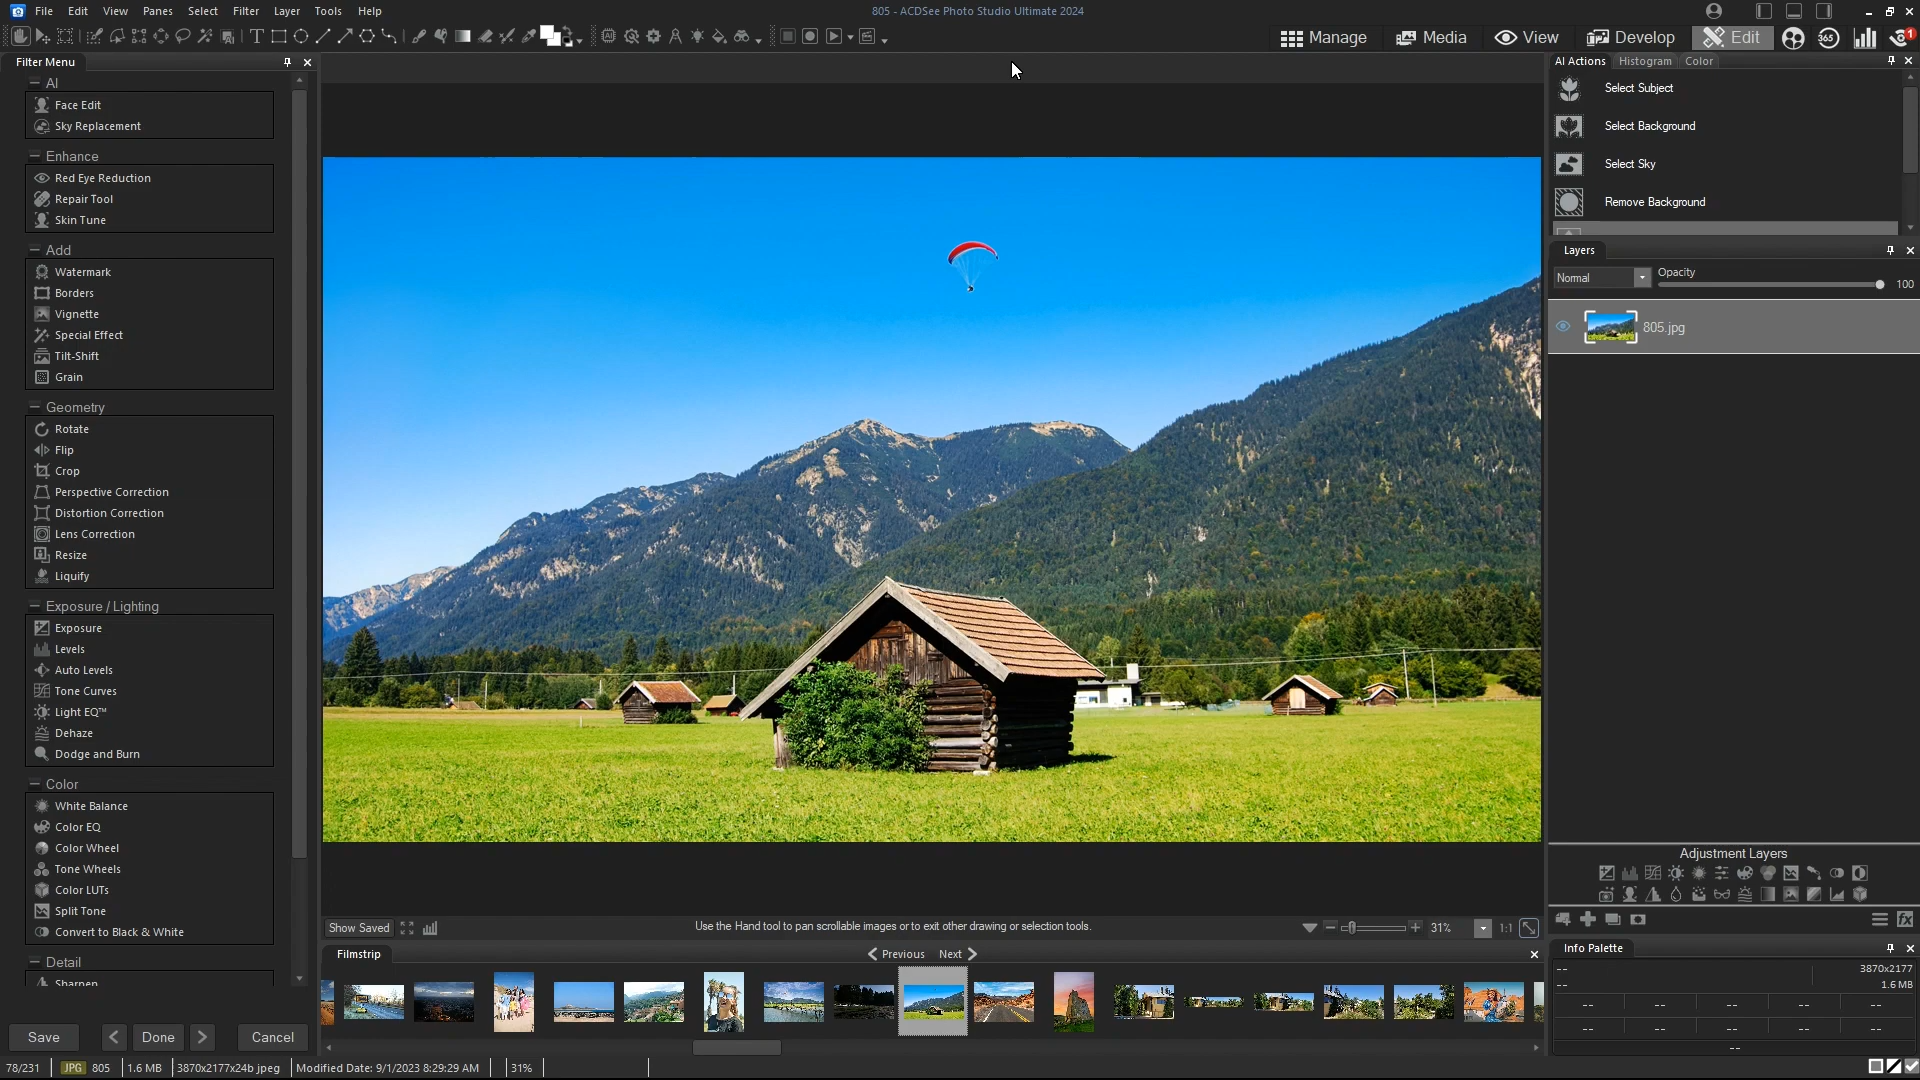 File Edit View Panes Select Filter Layer Tools Help
805 - ACDSee Photo Studio Ultimate 2024
Manage Media View Develop Edit 365 1
Filter Menu
AI
Face Edit
Sky Replacement
Enhance
Red Eye Reduction
Repair Tool
Skin Tune
Add
Watermark
Borders
Vignette
Special Effect
Tilt-Shift
Grain
Geometry
Rotate
Flip
Crop
Perspective Correction
Distortion Correction
Lens Correction
Resize
Liquify
Exposure / Lighting
Exposure
Levels
Auto Levels
Tone Curves
Light EQ™
Dehaze
Dodge and Burn
Color
White Balance
Color EQ
Color Wheel
Tone Wheels
Color LUTs
Split Tone
Convert to Black & White
Detail
Sharpen
Save Done Cancel
Show Saved
Use the Hand tool to pan scrollable images or to exit other drawing or selection tools.
31% 1:1
Filmstrip
Previous Next
AI Actions Histogram Color
Select Subject
Select Background
Select Sky
Remove Background
Layers
Normal Opacity 100
805.jpg
Adjustment Layers
fx
Info Palette
-- 3870x2177
-- 1.6 MB
-- -- -- -- --
-- -- -- -- --
--
78/231 JPG 805 1.6 MB 3870x2177x24b jpeg Modified Date: 9/1/2023 8:29:29 AM 31%